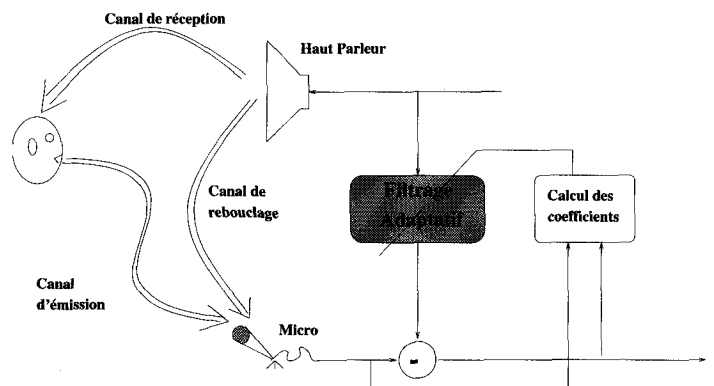 Canal de réception
Haut Parleur
Filtrage
Adaptatif
Calcul des
coefficients
Canal de
rebouclage
Canal
d'émission
Micro
-